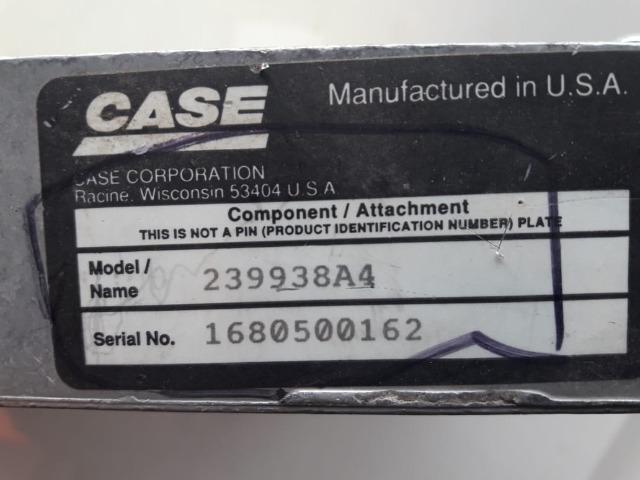 CASE
Manufactured in U.S.A.
CASE CORPORATION
Racine, Wisconsin 53404 U.S.A
Component / Attachment
THIS IS NOT A PIN (PRODUCT IDENTIFICATION NUMBER) PLATE
Model / Name 239938A4
Serial No. 1680500162